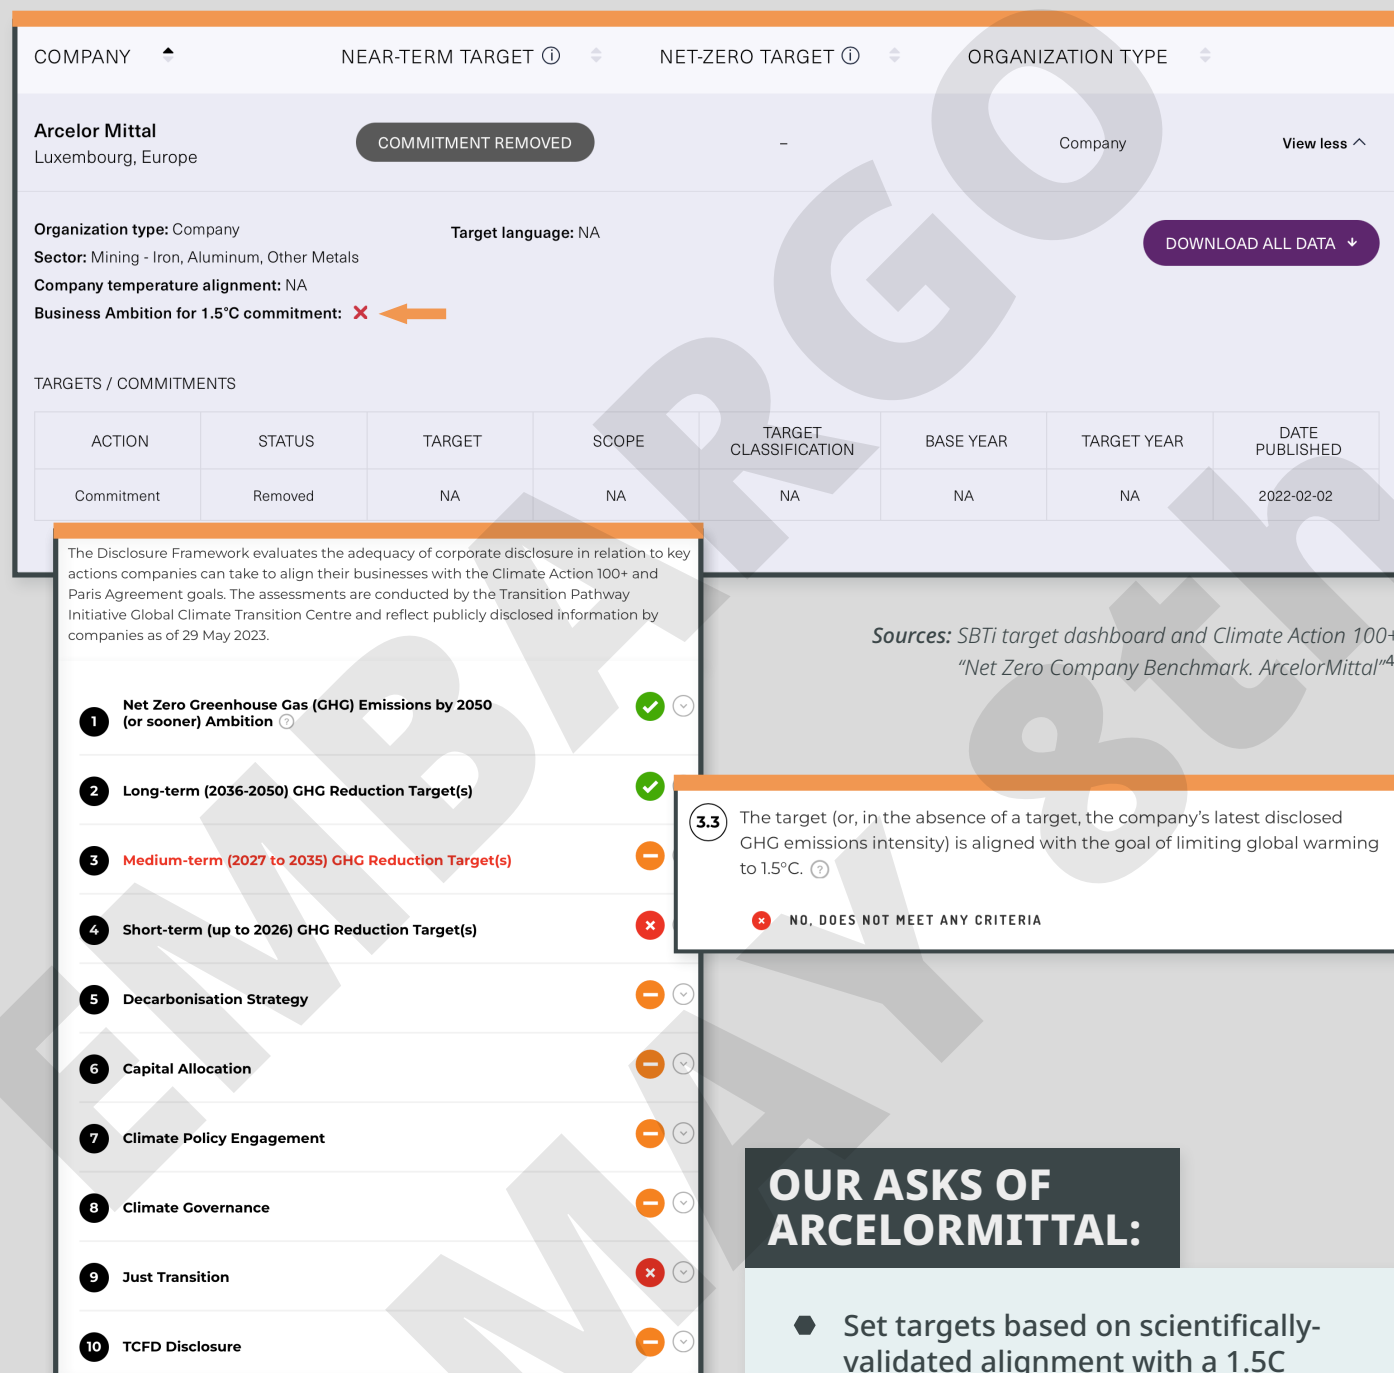 COMPANY NEAR-TERM TARGET NET-ZERO TARGET ORGANIZATION TYPE
Arcelor Mittal
Luxembourg, Europe
COMMITMENT REMOVED – Company View less
Organization type: Company
Target language: NA
DOWNLOAD ALL DATA
Sector: Mining - Iron, Aluminum, Other Metals
Company temperature alignment: NA
Business Ambition for 1.5°C commitment:
TARGETS / COMMITMENTS
ACTION STATUS TARGET SCOPE TARGET CLASSIFICATION BASE YEAR TARGET YEAR DATE PUBLISHED
Commitment Removed NA NA NA NA NA 2022-02-02
The Disclosure Framework evaluates the adequacy of corporate disclosure in relation to key
actions companies can take to align their businesses with the Climate Action 100+ and
Paris Agreement goals. The assessments are conducted by the Transition Pathway
Initiative Global Climate Transition Centre and reflect publicly disclosed information by
companies as of 29 May 2023.
1 Net Zero Greenhouse Gas (GHG) Emissions by 2050
(or sooner) Ambition ?
2 Long-term (2036-2050) GHG Reduction Target(s)
3 Medium-term (2027 to 2035) GHG Reduction Target(s)
4 Short-term (up to 2026) GHG Reduction Target(s)
5 Decarbonisation Strategy
6 Capital Allocation
7 Climate Policy Engagement
8 Climate Governance
9 Just Transition
10 TCFD Disclosure
Sources: SBTi target dashboard and Climate Action 100+
“Net Zero Company Benchmark. ArcelorMittal”4
3.3 The target (or, in the absence of a target, the company’s latest disclosed
GHG emissions intensity) is aligned with the goal of limiting global warming
to 1.5°C. ?
NO, DOES NOT MEET ANY CRITERIA
OUR ASKS OF
ARCELORMITTAL:
Set targets based on scientifically-
validated alignment with a 1.5C
EMBARGO
MAY 8th